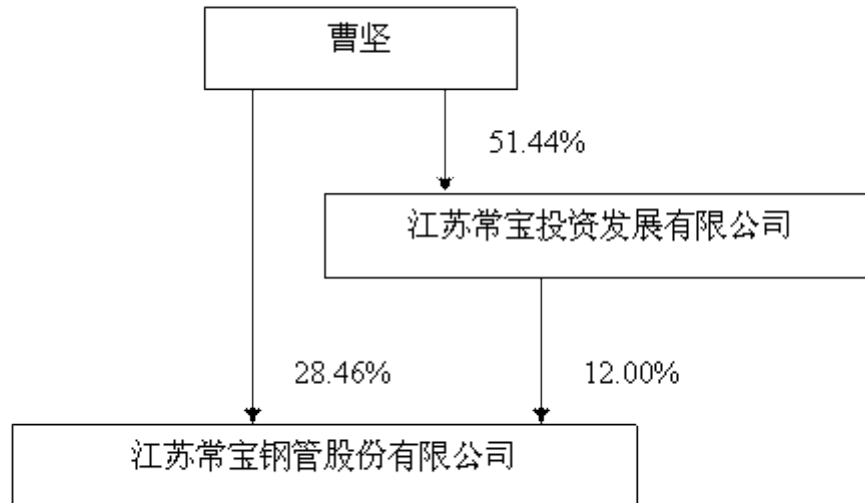 曹坚
51.44%
江苏常宝投资发展有限公司
28.46%
12.00%
江苏常宝钢管股份有限公司